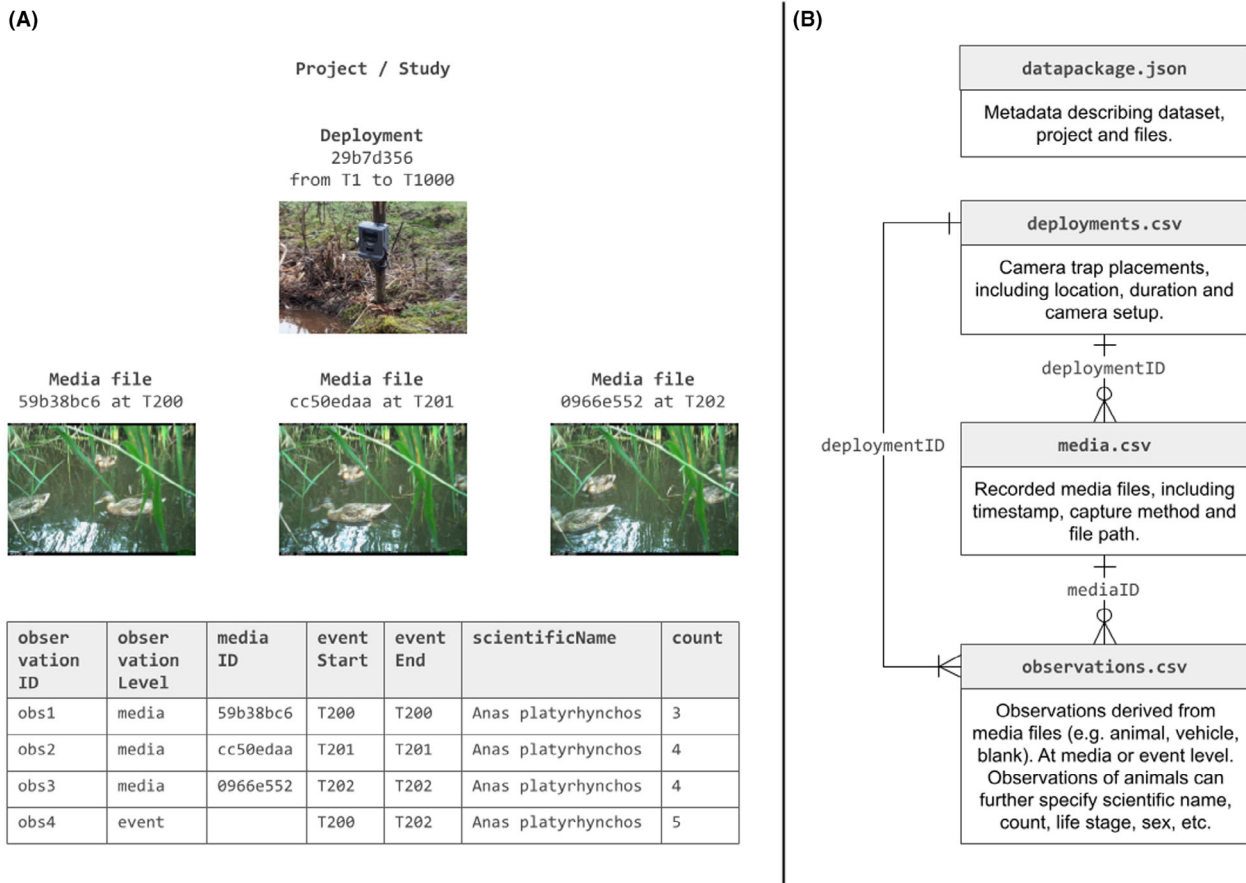 (A)
Project / Study
Deployment
29b7d356
from T1 to T1000
Media file
59b38bc6 at T200
Media file
cc50edaa at T201
Media file
0966e552 at T202
obser
vation
ID
obser
vation
Level
media
ID
event
Start
event
End
scientificName
count
obs1 media 59b38bc6 T200 T200 Anas platyrhynchos 3
obs2 media cc50edaa T201 T201 Anas platyrhynchos 4
obs3 media 0966e552 T202 T202 Anas platyrhynchos 4
obs4 event T200 T202 Anas platyrhynchos 5
(B)
datapackage.json
Metadata describing dataset,
project and files.
deployments.csv
Camera trap placements,
including location, duration and
camera setup.
deploymentID
deploymentID
media.csv
Recorded media files, including
timestamp, capture method and
file path.
mediaID
observations.csv
Observations derived from
media files (e.g. animal, vehicle,
blank). At media or event level.
Observations of animals can
further specify scientific name,
count, life stage, sex, etc.